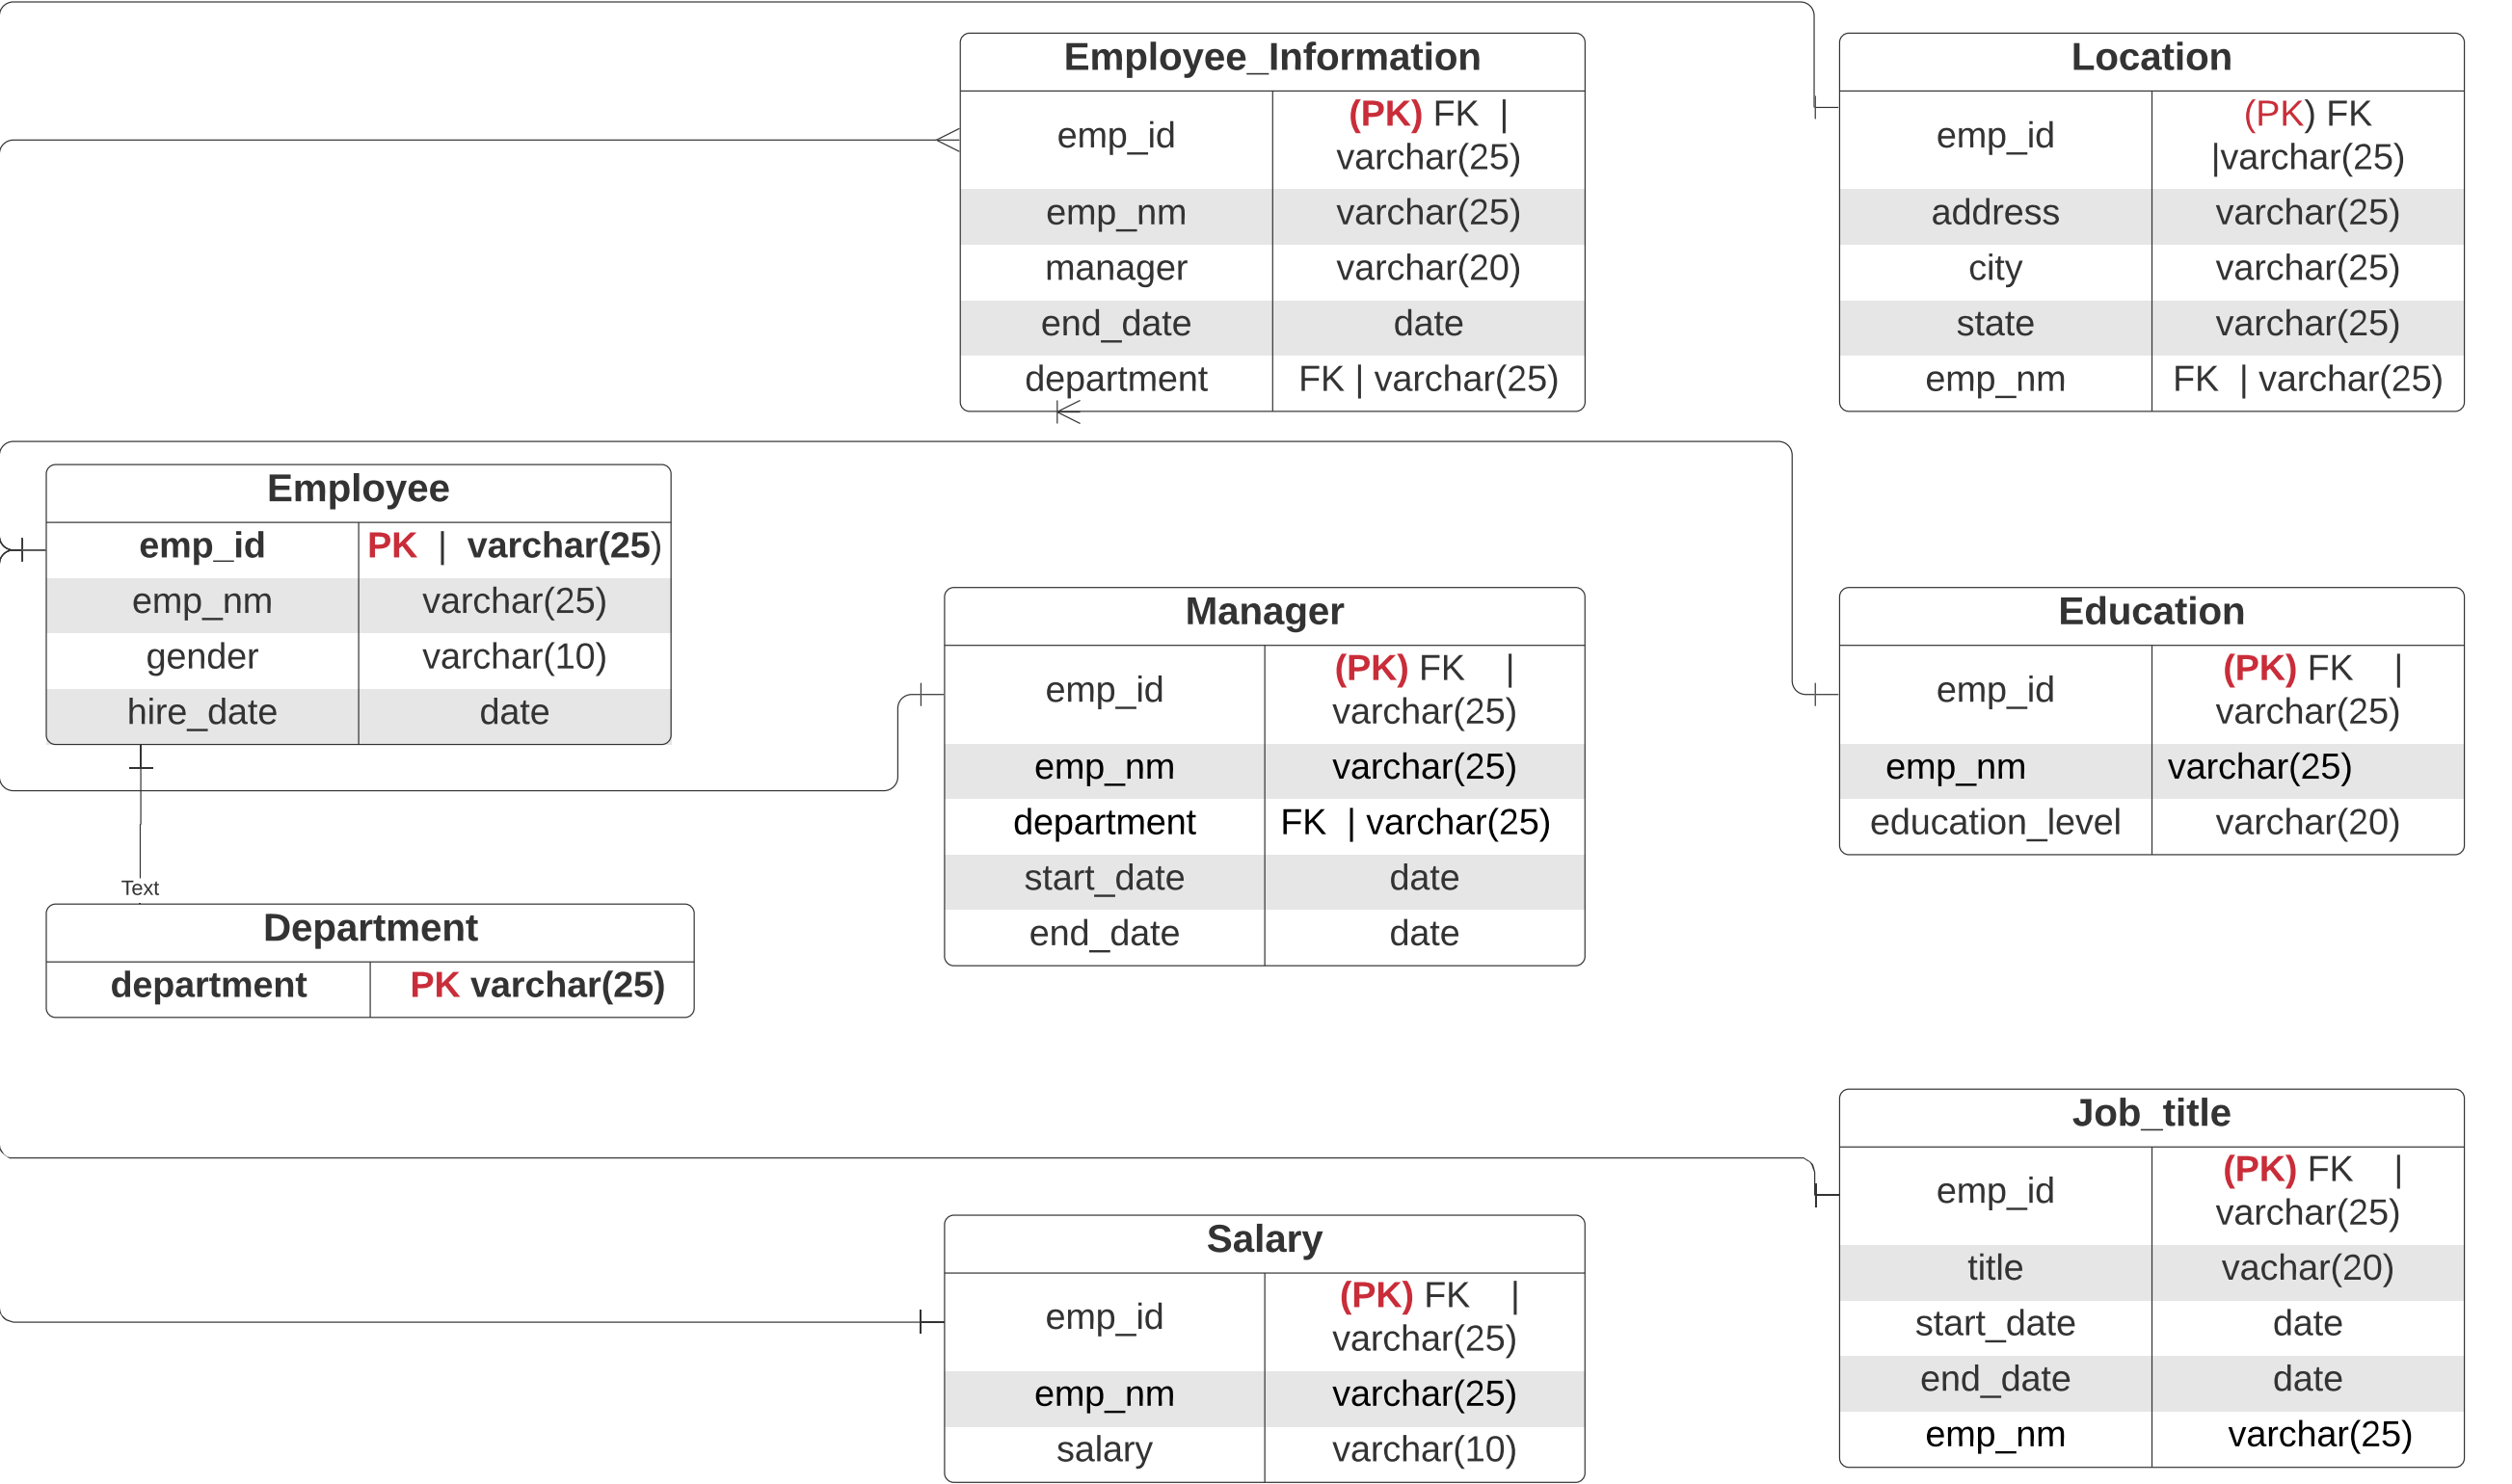 Employee_Information
emp_id
(PK) FK |
varchar(25)
emp_nm varchar(25)
manager varchar(20)
end_date date
department FK | varchar(25)
Location
emp_id
(PK) FK
|varchar(25)
address varchar(25)
city varchar(25)
state varchar(25)
emp_nm FK | varchar(25)
Employee
emp_id PK | varchar(25)
emp_nm varchar(25)
gender varchar(10)
hire_date date
Manager
emp_id
(PK) FK |
varchar(25)
emp_nm varchar(25)
department FK | varchar(25)
start_date date
end_date date
Education
emp_id
(PK) FK |
varchar(25)
emp_nm varchar(25)
education_level varchar(20)
Text
Department
department PK varchar(25)
Job_title
emp_id
(PK) FK |
varchar(25)
title vachar(20)
start_date date
end_date date
emp_nm varchar(25)
Salary
emp_id
(PK) FK |
varchar(25)
emp_nm varchar(25)
salary varchar(10)